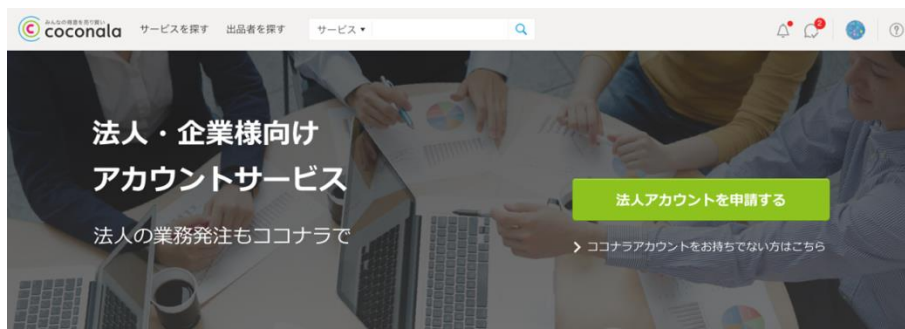 みんなの得意を売り買い
coconala
サービスを探す 出品者を探す サービス
2
法人・企業様向け
アカウントサービス
法人の業務発注もココナラで
法人アカウントを申請する
ココナラアカウントをお持ちでない方はこちら